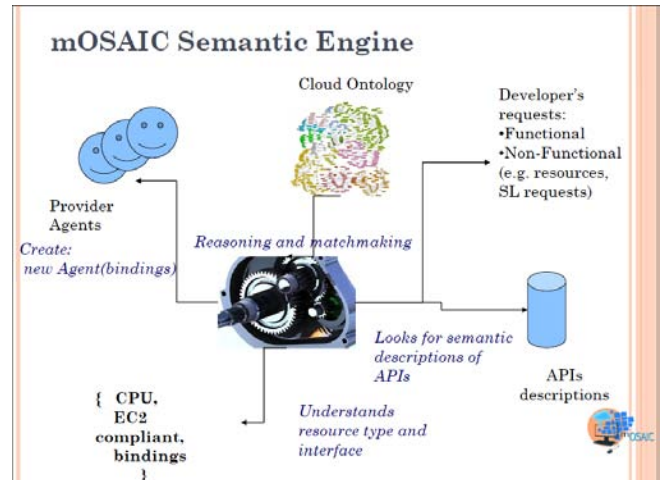 mOSAIC Semantic Engine
Cloud Ontology
Developer's
requests:
•Functional
•Non-Functional
(e.g. resources,
SL requests)
Provider
Agents
Create:
new Agent(bindings)
Reasoning and matchmaking
Looks for semantic
descriptions of
APIs
APIs
descriptions
{ CPU,
EC2
compliant,
bindings
}
Understands
resource type and
interface
mOSAIC